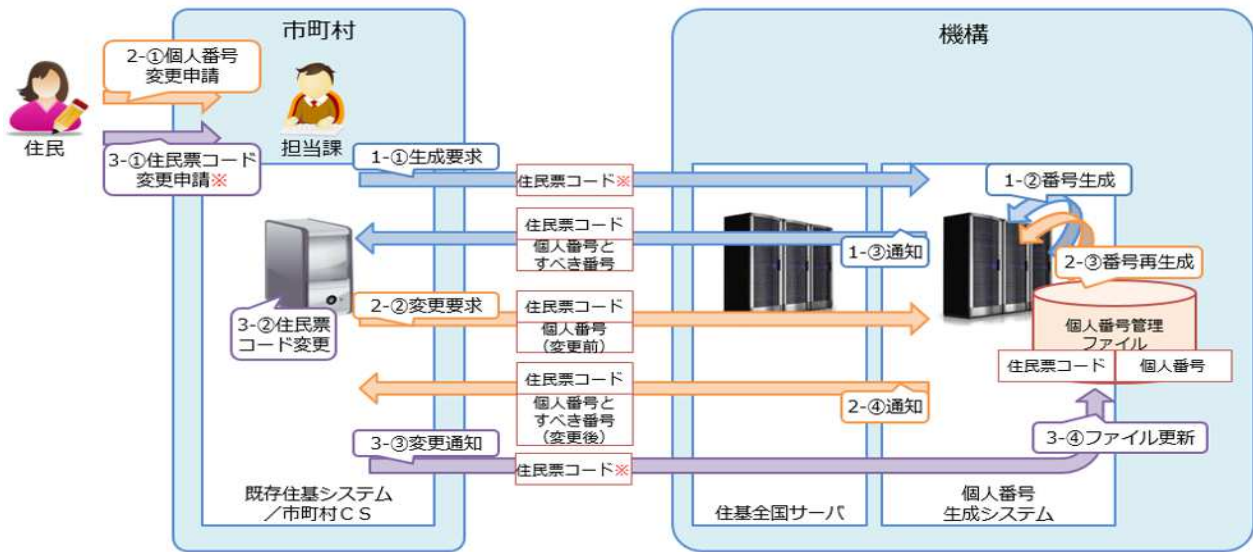 市町村
機構
2-①個人番号
変更申請
住民
担当課
3-①住民票コード
変更申請※
1-①生成要求
住民票コード※
1-②番号生成
住民票コード
個人番号と
すべき番号
1-③通知
2-③番号再生成
2-②変更要求
住民票コード
個人番号
（変更前）
3-②住民票
コード変更
個人番号管理
ファイル
住民票コード
個人番号
住民票コード
個人番号と
すべき番号
（変更後）
2-④通知
3-③変更通知
住民票コード※
3-④ファイル更新
既存住基システム
／市町村ＣＳ
住基全国サーバ
個人番号
生成システム